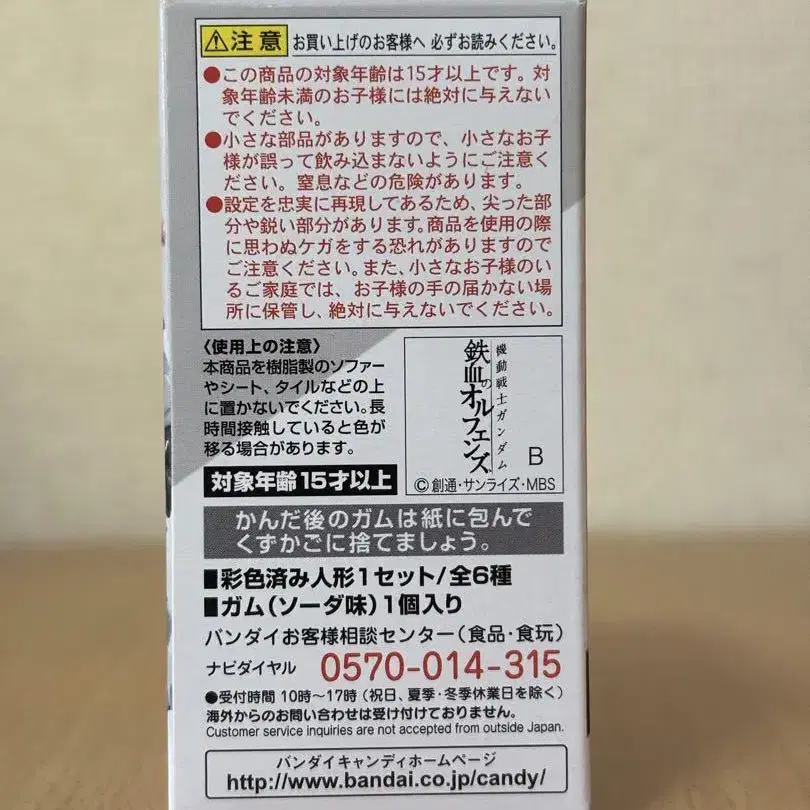 ⚠注意 お買い上げのお客様へ 必ずお読みください。
●この商品の対象年齢は15才以上です。対
象年齢未満のお子様には絶対に与えない
でください。
●小さな部品がありますので、小さなお子
様が誤って飲み込まないようにご注意く
ださい。窒息などの危険があります。
●設定を忠実に再現してあるため、尖った部
分や鋭い部分があります。商品を使用の際
に思わぬケガをする恐れがありますので
ご注意ください。また、小さなお子様のい
るご家庭では、お子様の手の届かない場
所に保管し、絶対に与えないでください。
〈使用上の注意〉
本商品を樹脂製のソファー
やシート、タイルなどの上
に置かないでください。長
時間接触していると色が
移る場合があります。
対象年齢15才以上
機動戦士ガンダム
鉄血のオルフェンズ
B
©創通・サンライズ・MBS
かんだ後のガムは紙に包んで
くずかごに捨てましょう。
■彩色済み人形1セット/全6種
■ガム(ソーダ味)1個入り
バンダイお客様相談センター(食品・食玩)
ナビダイヤル 0570-014-315
●受付時間 10時〜17時(祝日、夏季・冬季休業日を除く)
海外からのお問い合わせは受け付けておりません。
Customer service inquiries are not accepted from outside Japan.
バンダイキャンディホームページ
http://www.bandai.co.jp/candy/